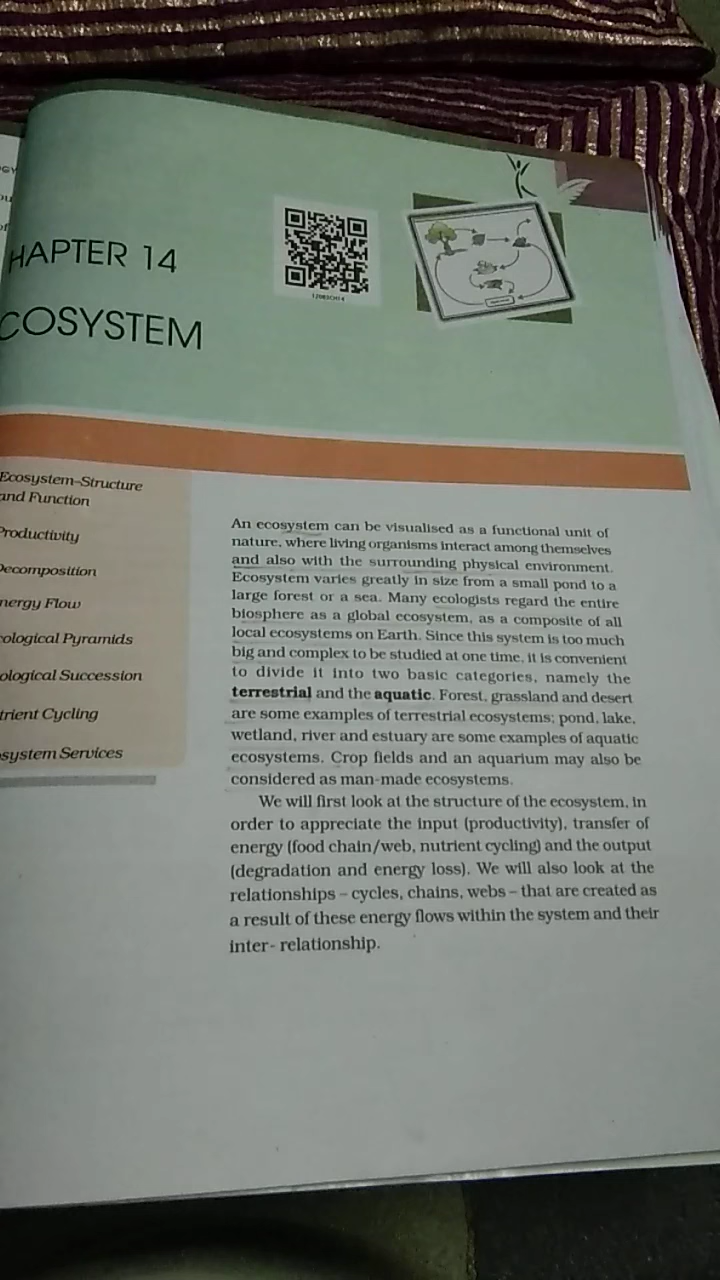 HAPTER 14
COSYSTEM
Ecosystem–Structure
and Function
Productivity
Decomposition
nergy Flow
ological Pyramids
ological Succession
trient Cycling
system Services
An ecosystem can be visualised as a functional unit of
nature, where living organisms interact among themselves
and also with the surrounding physical environment.
Ecosystem varies greatly in size from a small pond to a
large forest or a sea. Many ecologists regard the entire
biosphere as a global ecosystem, as a composite of all
local ecosystems on Earth. Since this system is too much
big and complex to be studied at one time, it is convenient
to divide it into two basic categories, namely the
terrestrial and the aquatic. Forest, grassland and desert
are some examples of terrestrial ecosystems; pond, lake,
wetland, river and estuary are some examples of aquatic
ecosystems. Crop fields and an aquarium may also be
considered as man-made ecosystems.
We will first look at the structure of the ecosystem, in
order to appreciate the input (productivity), transfer of
energy (food chain/web, nutrient cycling) and the output
(degradation and energy loss). We will also look at the
relationships – cycles, chains, webs – that are created as
a result of these energy flows within the system and their
inter- relationship.